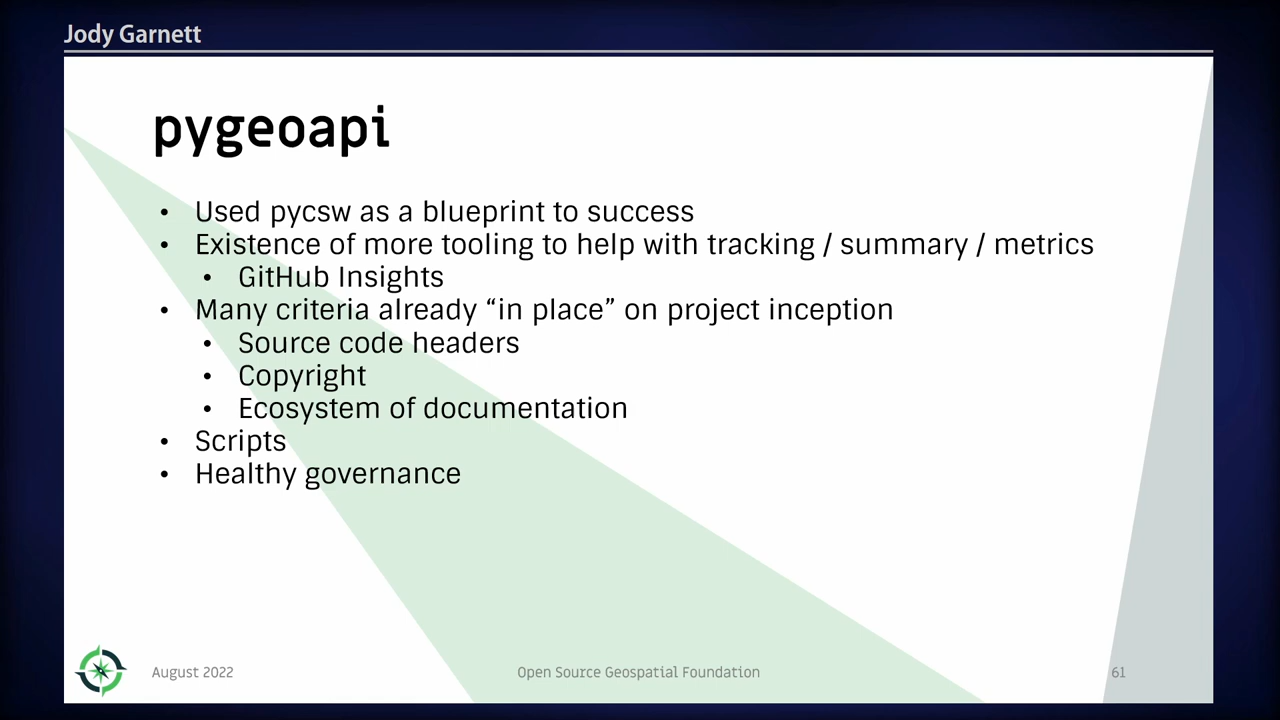 Jody Garnett
pygeoapi
• Used pycsw as a blueprint to success
• Existence of more tooling to help with tracking / summary / metrics
• GitHub Insights
• Many criteria already “in place” on project inception
• Source code headers
• Copyright
• Ecosystem of documentation
• Scripts
• Healthy governance
August 2022
Open Source Geospatial Foundation
61